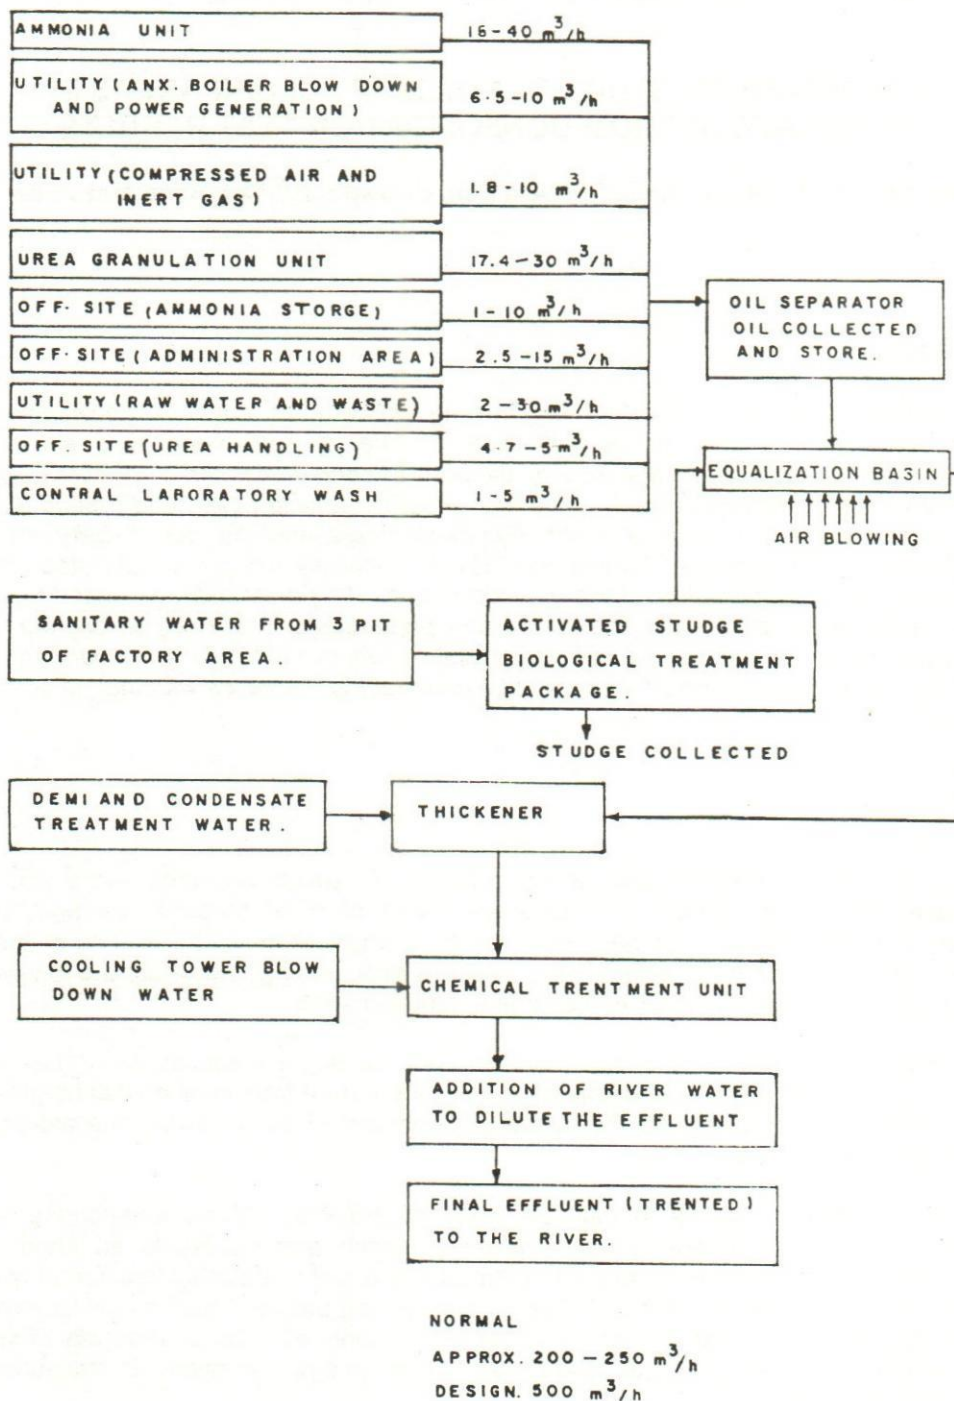 AMMONIA UNIT
16-40 m³/h
UTILITY (ANX. BOILER BLOW DOWN
AND POWER GENERATION)
6.5-10 m³/h
UTILITY (COMPRESSED AIR AND
INERT GAS)
1.8-10 m³/h
UREA GRANULATION UNIT
17.4-30 m³/h
OFF-SITE (AMMONIA STORGE)
1-10 m³/h
OFF-SITE (ADMINISTRATION AREA)
2.5-15 m³/h
UTILITY (RAW WATER AND WASTE)
2-30 m³/h
OFF.SITE (UREA HANDLING)
4.7-5 m³/h
CONTRAL LABORATORY WASH
1-5 m³/h
OIL SEPARATOR
OIL COLLECTED
AND STORE.
EQUALIZATION BASIN
AIR BLOWING
SANITARY WATER FROM 3 PIT
OF FACTORY AREA.
ACTIVATED STUDGE
BIOLOGICAL TREATMENT
PACKAGE.
STUDGE COLLECTED
DEMI AND CONDENSATE
TREATMENT WATER.
THICKENER
COOLING TOWER BLOW
DOWN WATER
CHEMICAL TRENTMENT UNIT
ADDITION OF RIVER WATER
TO DILUTE THE EFFLUENT
FINAL EFFLUENT (TRENTED)
TO THE RIVER.
NORMAL
APPROX. 200-250 m³/h
DESIGN. 500 m³/h